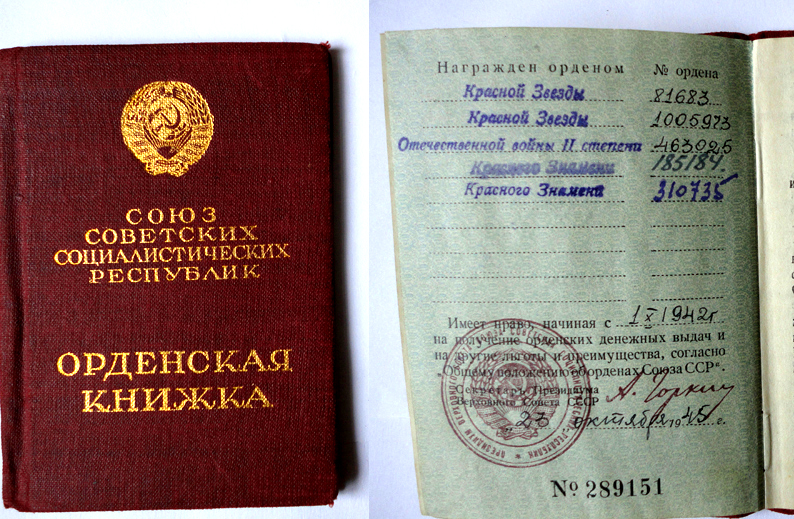 СОЮЗ
СОВЕТСКИХ
СОЦИАЛИСТИЧЕСКИХ
РЕСПУБЛИК
ОРДЕНСКАЯ
КНИЖКА
Награжден орденом № ордена
Красной Звезды 81683
Красной Звезды 1005973
Отечественной войны II степени 463025
Красного Знамени 185184
Красного Знамени 310735
Имеет право, начиная с 1 X 1942 г.
на получение орденских денежных выдач и
на другие льготы и преимущества, согласно
„Общему положению об орденах Союза ССР“.
Секретарь Президиума
Верховного Совета СССР А. Горкин
23 октября 1945 г.
№ 289151